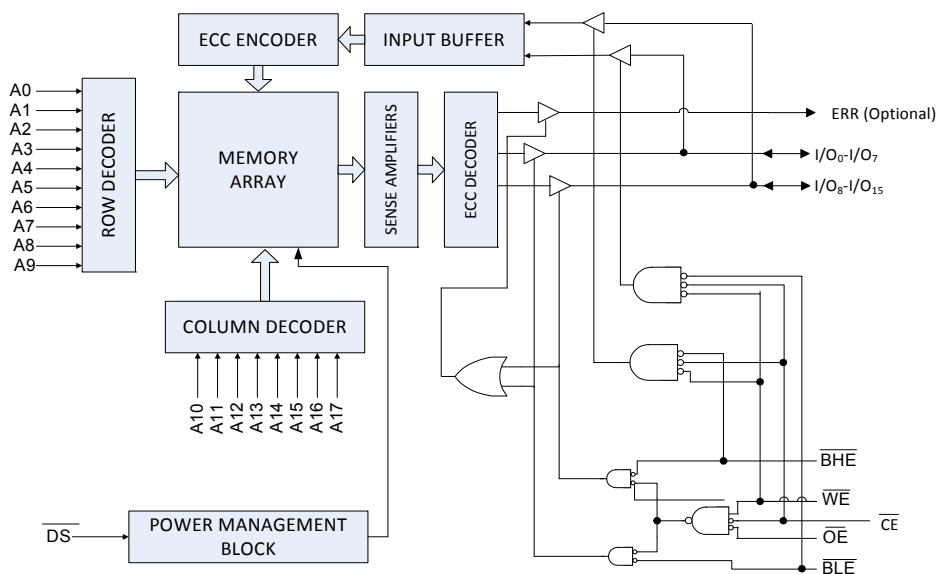 ECC ENCODER
INPUT BUFFER
A0
A1
A2
A3
A4
A5
A6
A7
A8
A9
ROW DECODER
MEMORY
ARRAY
SENSE AMPLIFIERS
ECC DECODER
ERR (Optional)
I/O0-I/O7
I/O8-I/O15
COLUMN DECODER
A10
A11
A12
A13
A14
A15
A16
A17
BHE
WE
CE
OE
BLE
DS
POWER MANAGEMENT
BLOCK